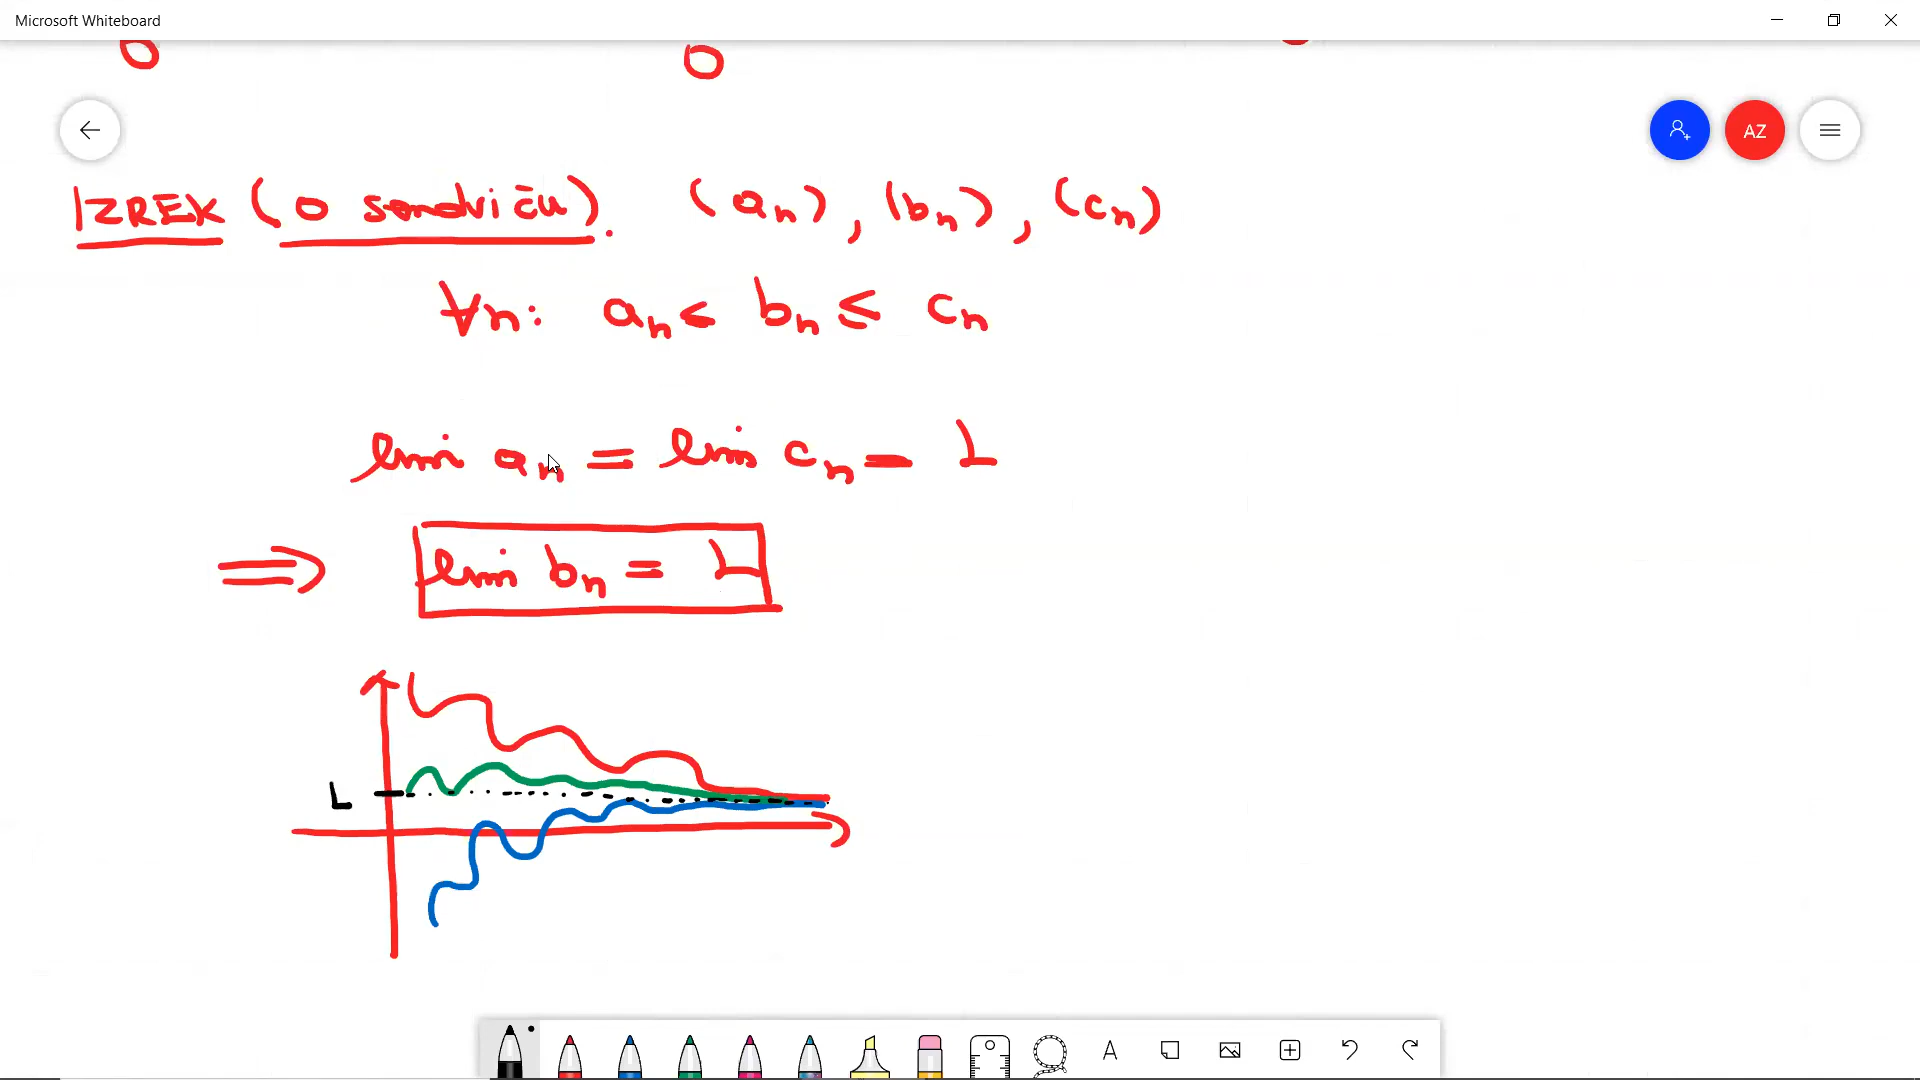 Microsoft Whiteboard
AZ
IZREK (o sendviču). (aₙ), (bₙ), (cₙ)
∀n: aₙ ≤ bₙ ≤ cₙ
lim aₙ = lim cₙ = L
⟹ lim bₙ = L
L
A